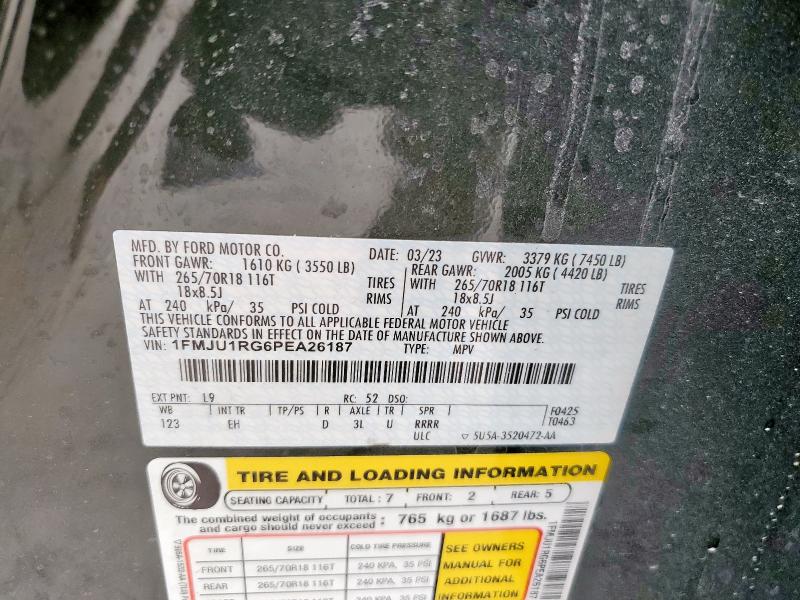 MFD. BY FORD MOTOR CO. DATE: 03/23 GVWR: 3379 KG (7450 LB)
FRONT GAWR: 1610 KG (3550 LB) REAR GAWR: 2005 KG (4420 LB)
WITH 265/70R18 116T TIRES WITH 265/70R18 116T TIRES
18x8.5J RIMS 18x8.5J RIMS
AT 240 kPa/ 35 PSI COLD AT 240 kPa/ 35 PSI COLD
THIS VEHICLE CONFORMS TO ALL APPLICABLE FEDERAL MOTOR VEHICLE
SAFETY STANDARDS IN EFFECT ON THE DATE OF MANUFACTURE SHOWN ABOVE.
VIN: 1FMJU1RG6PEA26187 TYPE: MPV
EXT PNT: L9 RC: 52 DSO:
WB INT TR TP/PS R AXLE TR SPR F0425
123 EH D 3L U RRRR T0463
ULC ▽ 5U5A-3520472-AA
TIRE AND LOADING INFORMATION
SEATING CAPACITY TOTAL: 7 FRONT: 2 REAR: 5
The combined weight of occupants and cargo should never exceed: 765 kg or 1687 lbs.
TIRE SIZE COLD TIRE PRESSURE
FRONT 265/70R18 116T 240 KPA, 35 PSI
REAR 265/70R18 116T 240 KPA, 35 PSI
SEE OWNERS
MANUAL FOR
ADDITIONAL
INFORMATION